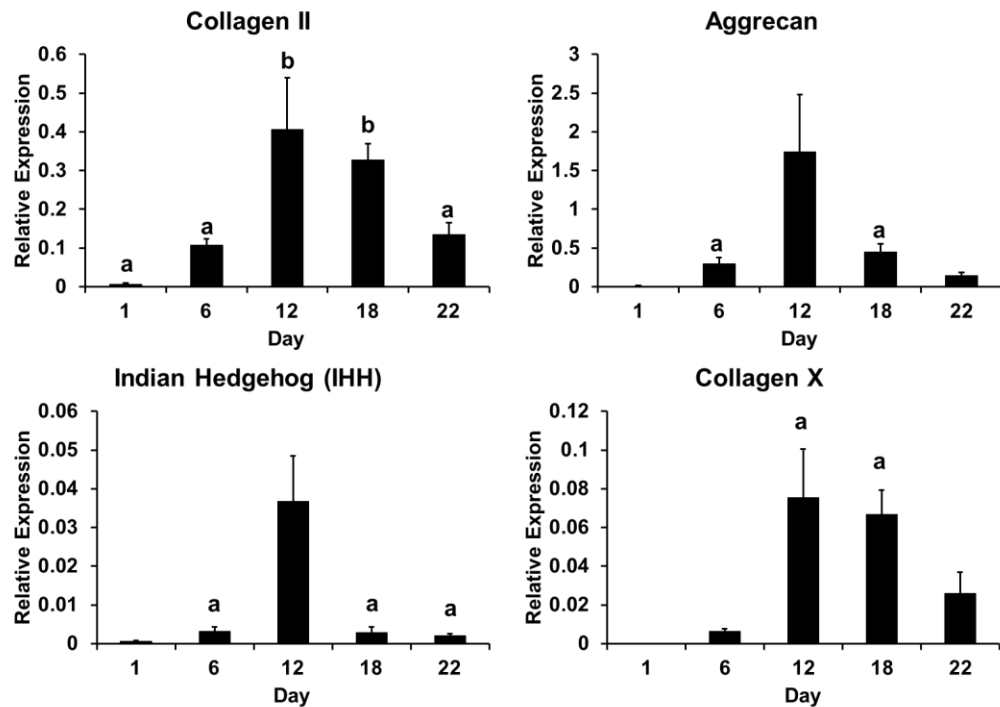 Collagen II
Relative Expression
0.6
0.5
0.4
0.3
0.2
0.1
0
a
a
b
b
a
1 6 12 18 22
Day
Aggrecan
Relative Expression
3
2.5
2
1.5
1
0.5
0
a
a
1 6 12 18 22
Day
Indian Hedgehog (IHH)
Relative Expression
0.06
0.05
0.04
0.03
0.02
0.01
0
a
a
a
1 6 12 18 22
Day
Collagen X
Relative Expression
0.12
0.1
0.08
0.06
0.04
0.02
0
a
a
1 6 12 18 22
Day